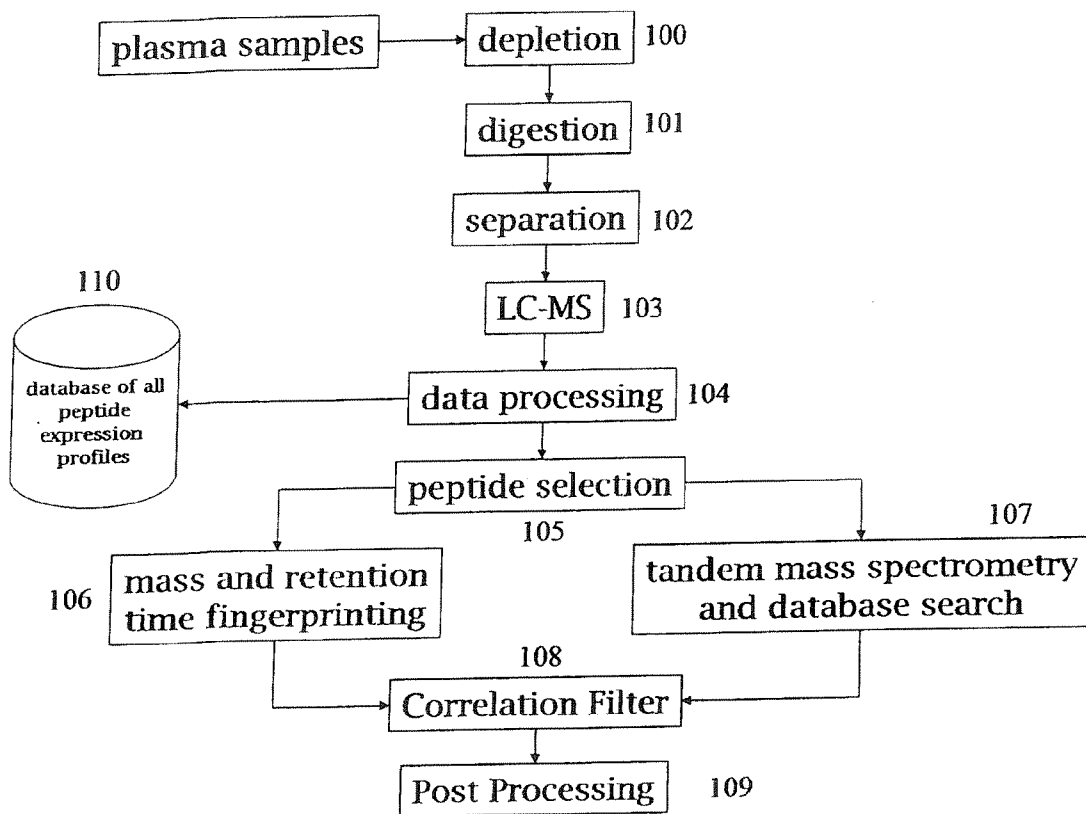 plasma samples
depletion
100
digestion
101
separation
102
LC-MS
103
110
database of all
peptide
expression
profiles
data processing
104
peptide selection
105
106
mass and retention
time fingerprinting
107
tandem mass spectrometry
and database search
108
Correlation Filter
Post Processing
109